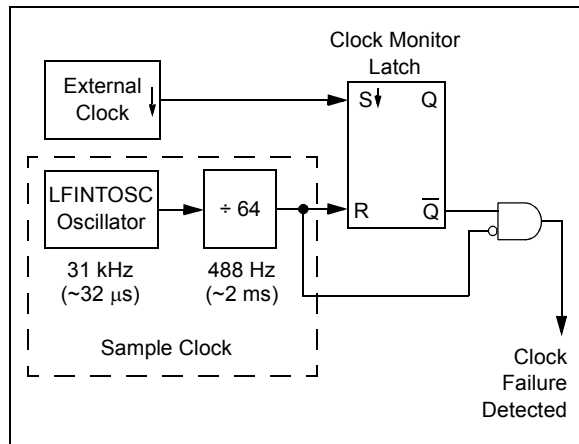 Clock Monitor
Latch
External
Clock
S
Q
LFINTOSC
Oscillator
÷ 64
R
Q̅
31 kHz
(~32 μs)
488 Hz
(~2 ms)
Sample Clock
Clock
Failure
Detected